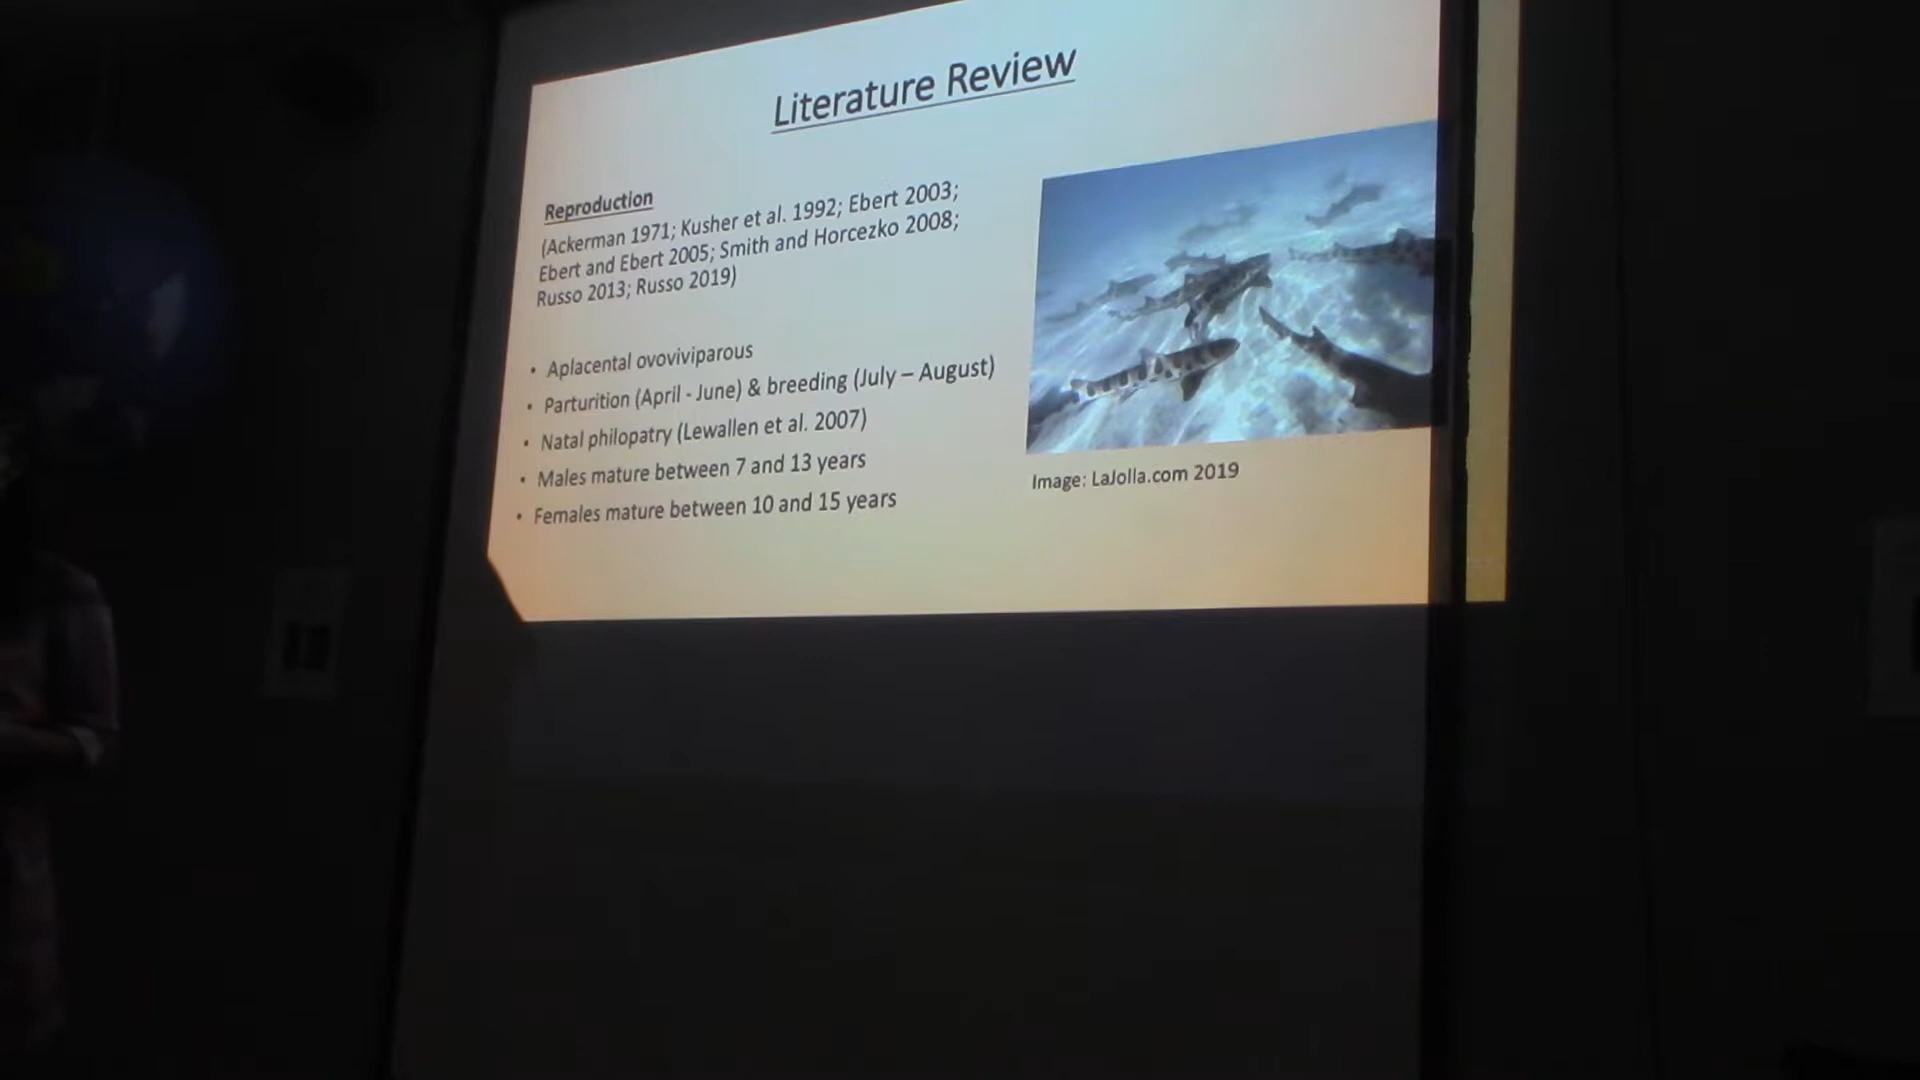 Literature Review
Reproduction
(Ackerman 1971; Kusher et al. 1992; Ebert 2003;
Ebert and Ebert 2005; Smith and Horcezko 2008;
Russo 2013; Russo 2019)
• Aplacental ovoviviparous
• Parturition (April - June) & breeding (July – August)
• Natal philopatry (Lewallen et al. 2007)
• Males mature between 7 and 13 years
• Females mature between 10 and 15 years
Image: LaJolla.com 2019